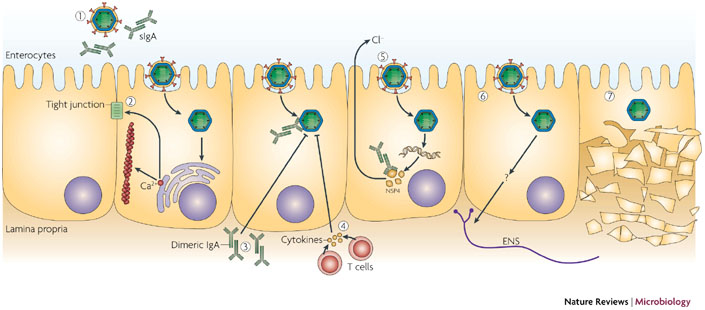 ①
sIgA
Enterocytes
Cl⁻
⑤
Tight junction
②
⑥
⑦
Ca²⁺
NSP4
?
Lamina propria
Dimeric IgA
③
Cytokines
④
T cells
ENS
Nature Reviews | Microbiology